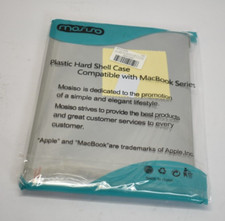 mosiso
Plastic Hard Shell Case
Compatible with MacBook Series
Mosiso is dedicated to the promotion
of a simple and elegant lifestyle.
Mosiso strives to provide the best products
and great customer services to every
customer.
"Apple" and "MacBook"are trademarks of Apple,Inc